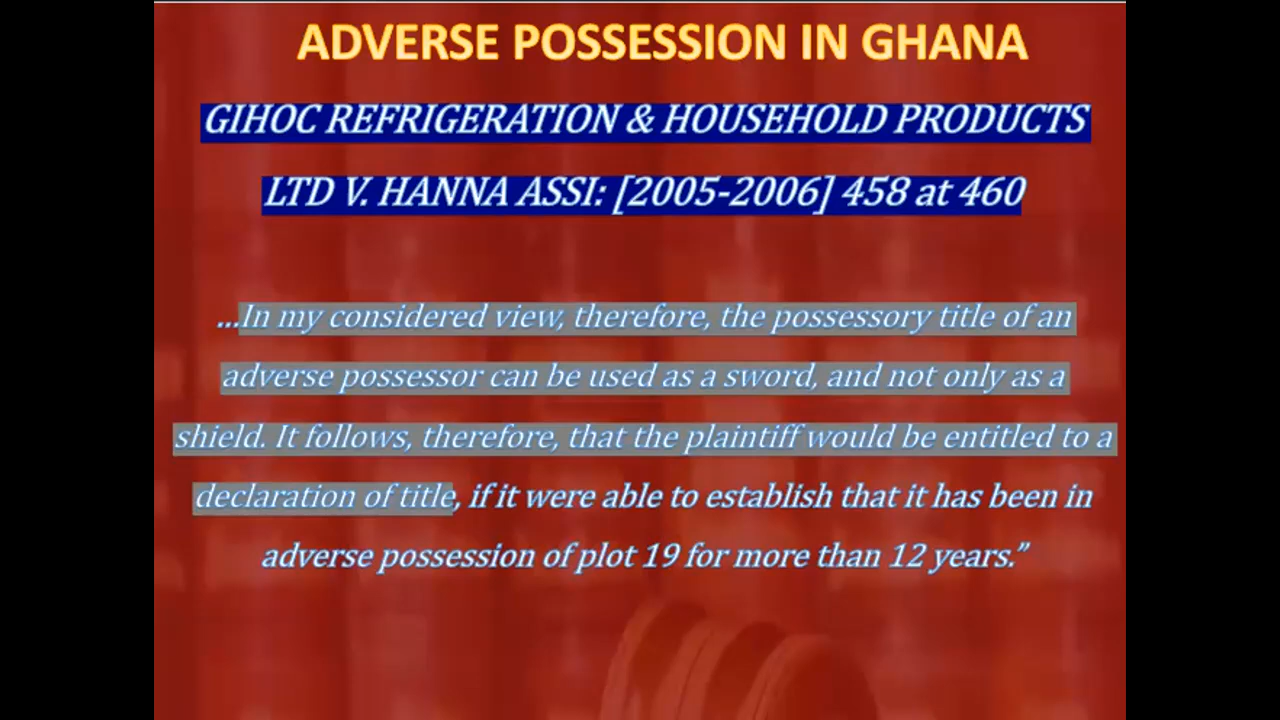 ADVERSE POSSESSION IN GHANA
GIHOC REFRIGERATION & HOUSEHOLD PRODUCTS
LTD V. HANNA ASSI: [2005-2006] 458 at 460
...In my considered view, therefore, the possessory title of an
adverse possessor can be used as a sword, and not only as a
shield. It follows, therefore, that the plaintiff would be entitled to a
declaration of title, if it were able to establish that it has been in
adverse possession of plot 19 for more than 12 years.”